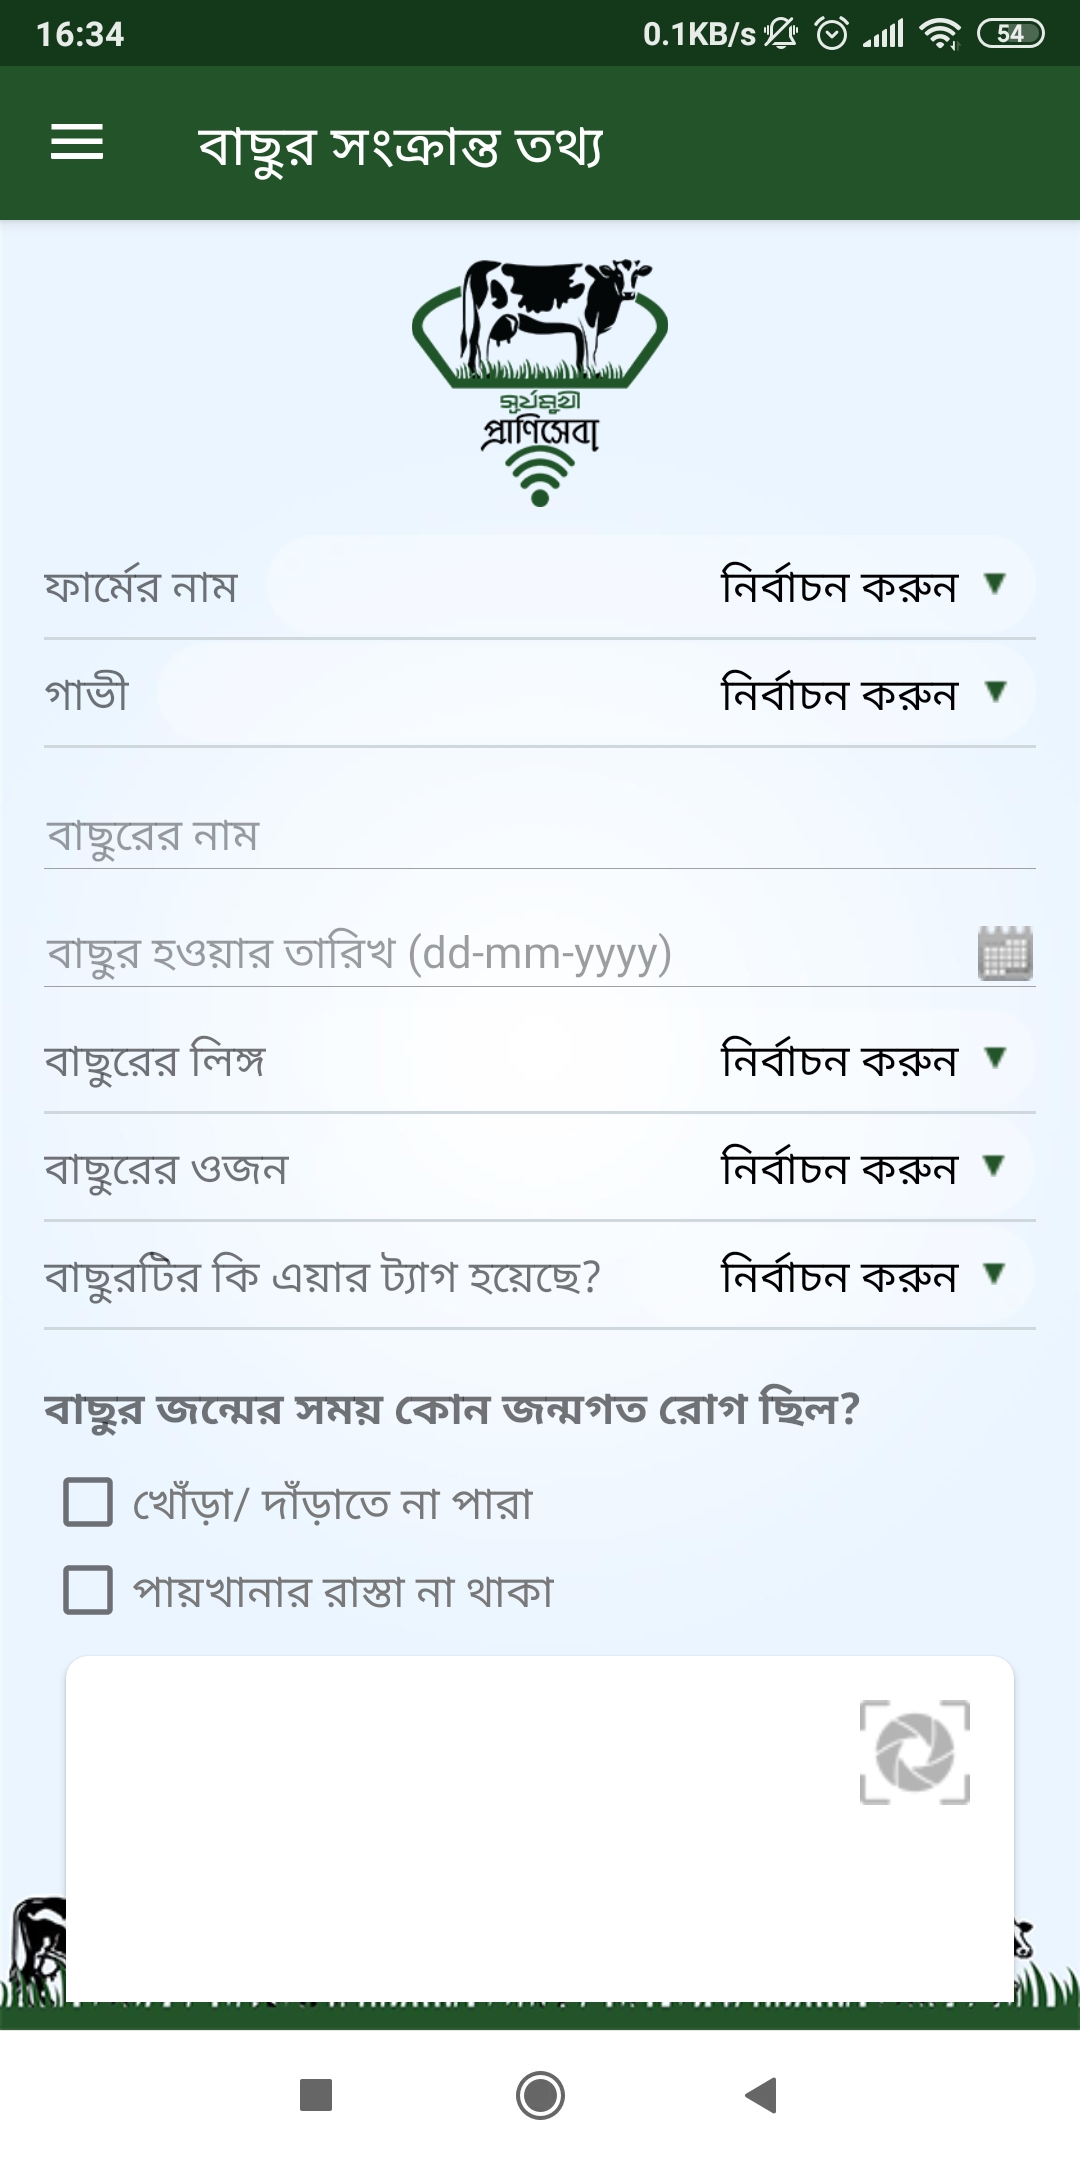 16:34 0.1KB/s 54
বাছুর সংক্রান্ত তথ্য
সূর্যমুখী
প্রাণিসেবা
ফার্মের নাম নির্বাচন করুন
গাভী নির্বাচন করুন
বাছুরের নাম
বাছুর হওয়ার তারিখ (dd-mm-yyyy)
বাছুরের লিঙ্গ নির্বাচন করুন
বাছুরের ওজন নির্বাচন করুন
বাছুরটির কি এয়ার ট্যাগ হয়েছে? নির্বাচন করুন
বাছুর জন্মের সময় কোন জন্মগত রোগ ছিল?
খোঁড়া/ দাঁড়াতে না পারা
পায়খানার রাস্তা না থাকা